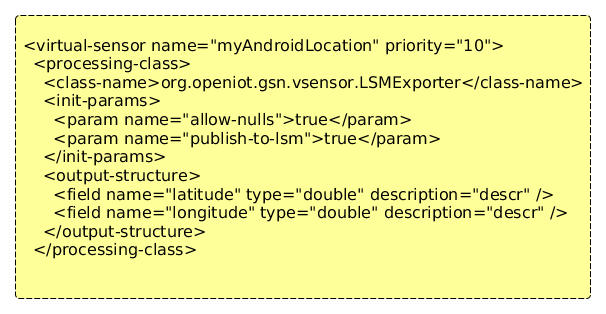 <virtual-sensor name="myAndroidLocation" priority="10">
<processing-class>
<class-name>org.openiot.gsn.vsensor.LSMExporter</class-name>
<init-params>
<param name="allow-nulls">true</param>
<param name="publish-to-lsm">true</param>
</init-params>
<output-structure>
<field name="latitude" type="double" description="descr" />
<field name="longitude" type="double" description="descr" />
</output-structure>
</processing-class>